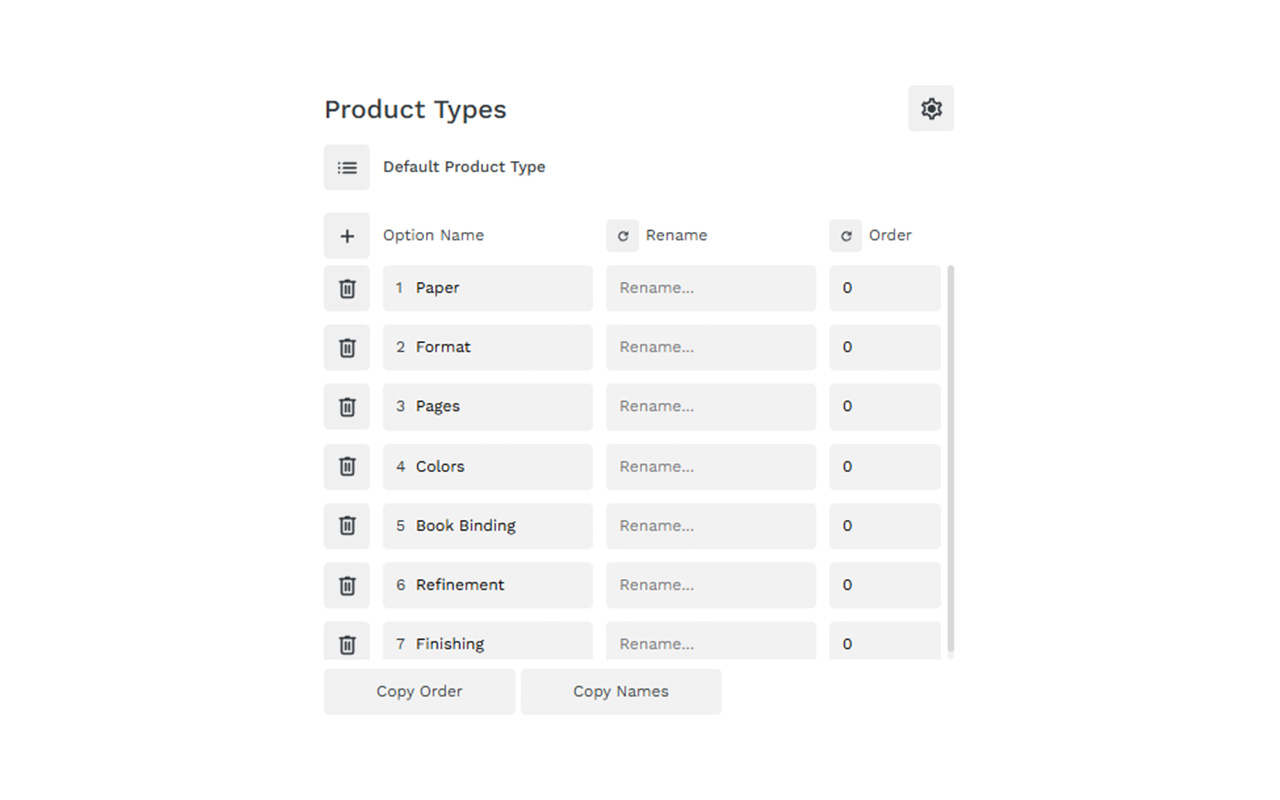 Product Types
Default Product Type
Option Name Rename Order
1 Paper Rename... 0
2 Format Rename... 0
3 Pages Rename... 0
4 Colors Rename... 0
5 Book Binding Rename... 0
6 Refinement Rename... 0
7 Finishing Rename... 0
Copy Order Copy Names